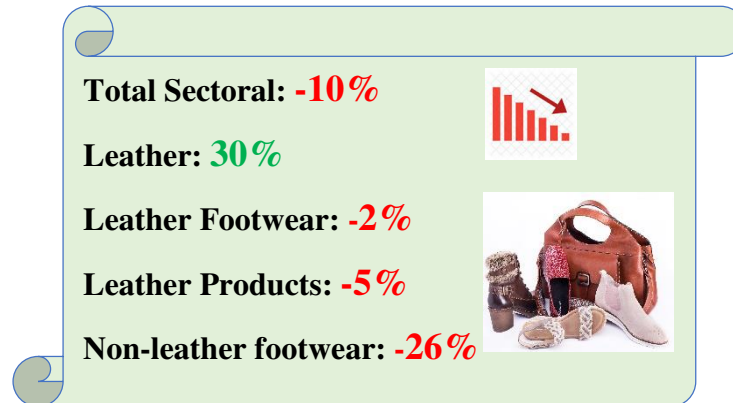 Total Sectoral: -10%
Leather: 30%
Leather Footwear: -2%
Leather Products: -5%
Non-leather footwear: -26%